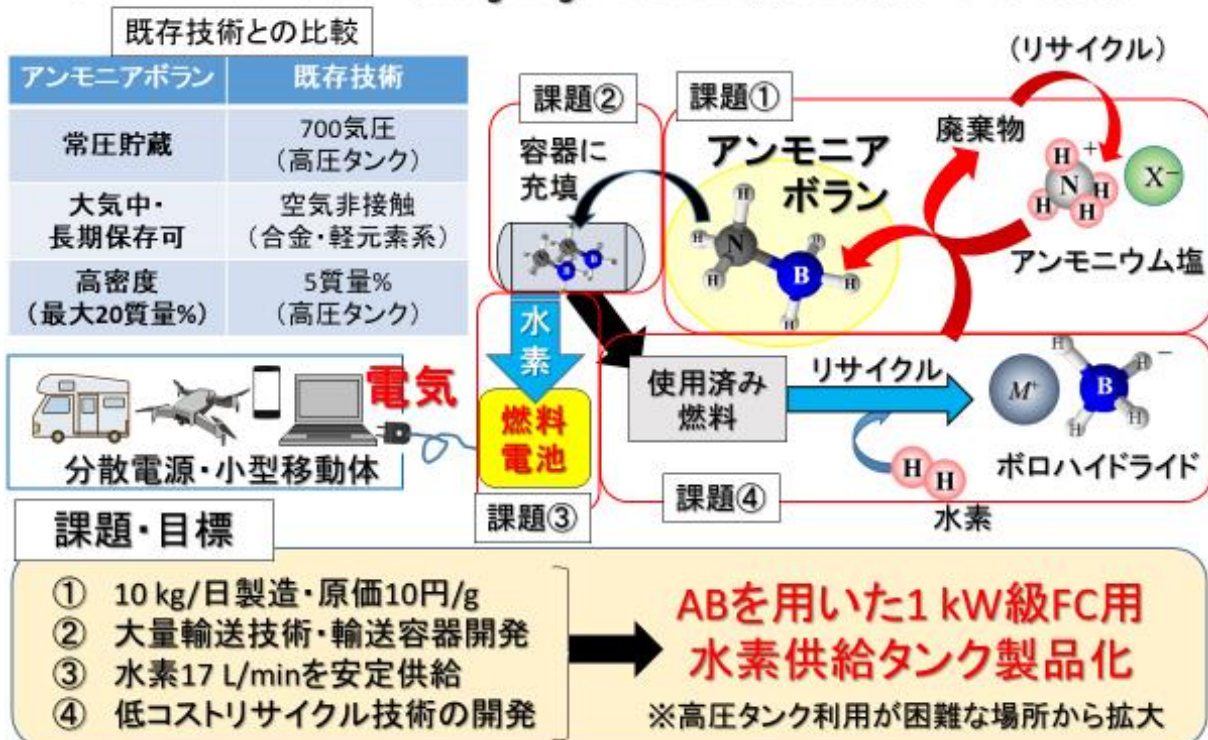 既存技術との比較
アンモニアボラン
既存技術
常圧貯蔵
700気圧
(高圧タンク)
大気中・
長期保存可
空気非接触
(合金・軽元素系)
高密度
(最大20質量%)
5質量%
(高圧タンク)
課題②
容器に
充填
課題①
アンモニア
ボラン
H
H
H
N
B
H
H
H
(リサイクル)
廃棄物
H
+
N
H
H
H
X⁻
アンモニウム塩
B
B
水
素
電気
燃料
電池
分散電源・小型移動体
課題③
使用済み
燃料
リサイクル
M⁺
H
H
B
H
H
−
ボロハイドライド
H
H
水素
課題④
課題・目標
① 10 kg/日製造・原価10円/g
② 大量輸送技術・輸送容器開発
③ 水素17 L/minを安定供給
④ 低コストリサイクル技術の開発
ABを用いた1 kW級FC用
水素供給タンク製品化
※高圧タンク利用が困難な場所から拡大